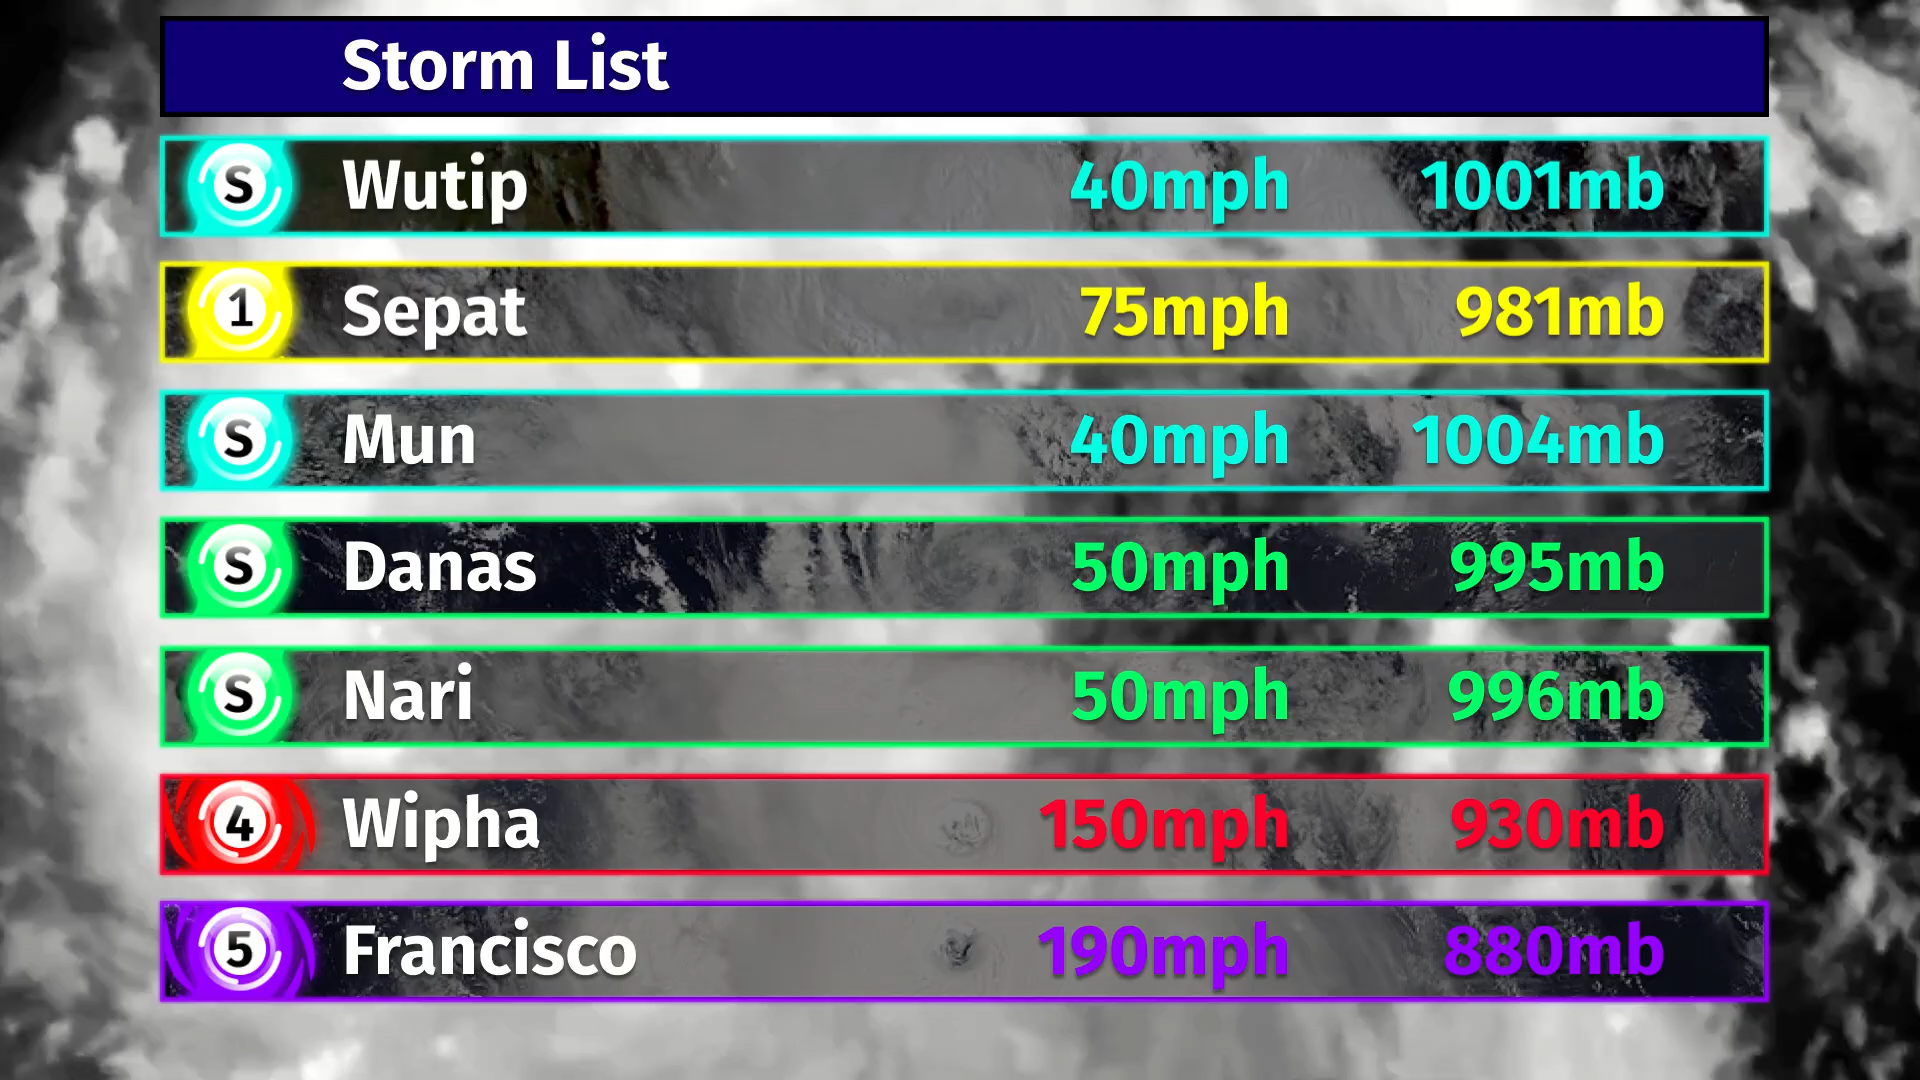 Storm List
S Wutip 40mph 1001mb
1 Sepat 75mph 981mb
S Mun 40mph 1004mb
S Danas 50mph 995mb
S Nari 50mph 996mb
4 Wipha 150mph 930mb
5 Francisco 190mph 880mb